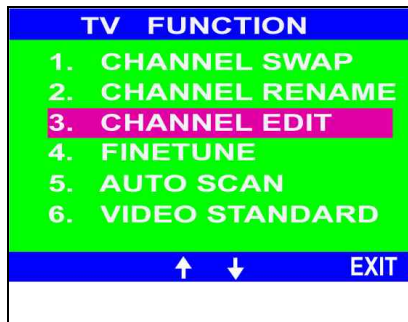 TV FUNCTION
1. CHANNEL SWAP
2. CHANNEL RENAME
3. CHANNEL EDIT
4. FINETUNE
5. AUTO SCAN
6. VIDEO STANDARD
↑ ↓ EXIT